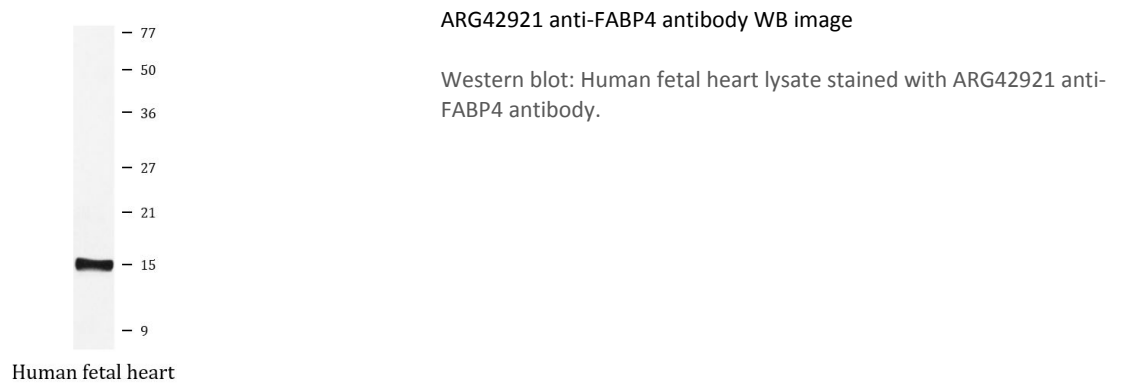 ARG42921 anti-FABP4 antibody WB image
Western blot: Human fetal heart lysate stained with ARG42921 anti-
FABP4 antibody.
– 77
– 50
– 36
– 27
– 21
– 15
– 9
Human fetal heart